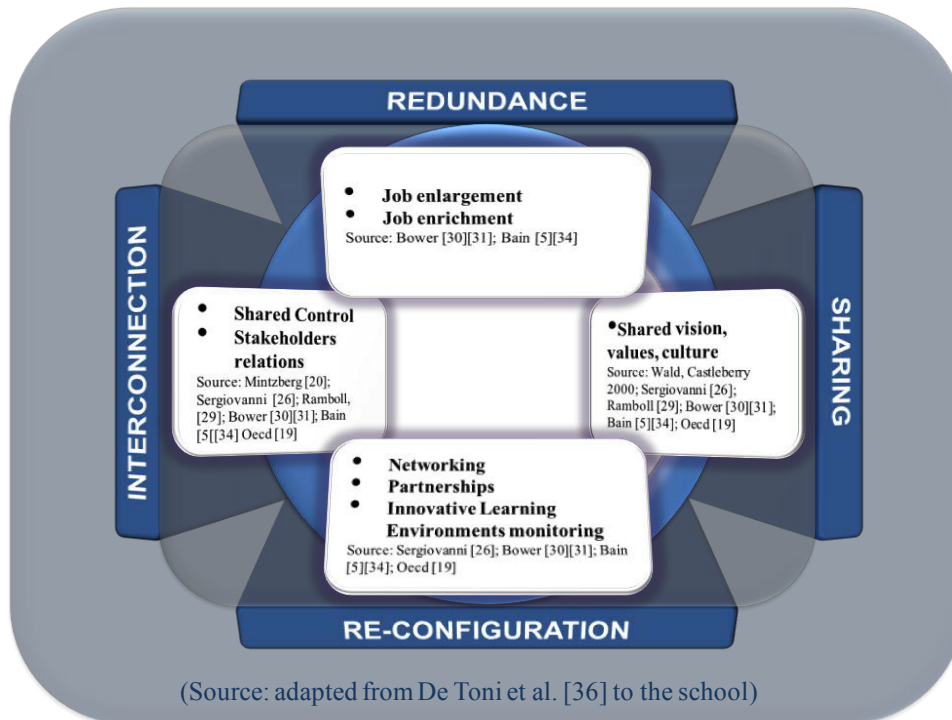 REDUNDANCE
• Job enlargement
• Job enrichment
Source: Bower [30][31]; Bain [5][34]
INTERCONNECTION
• Shared Control
• Stakeholders
relations
Source: Mintzberg [20];
Sergiovanni [26]; Ramboll,
[29]; Bower [30][31]; Bain
[5[[34] Oecd [19]
•Shared vision,
values, culture
Source: Wald, Castleberry
2000; Sergiovanni [26];
Ramboll [29]; Bower [30][31];
Bain [5][34]; Oecd [19]
SHARING
• Networking
• Partnerships
• Innovative Learning
Environments monitoring
Source: Sergiovanni [26]; Bower [30][31]; Bain
[5][34]; Oecd [19]
RE-CONFIGURATION
(Source: adapted from De Toni et al. [36] to the school)